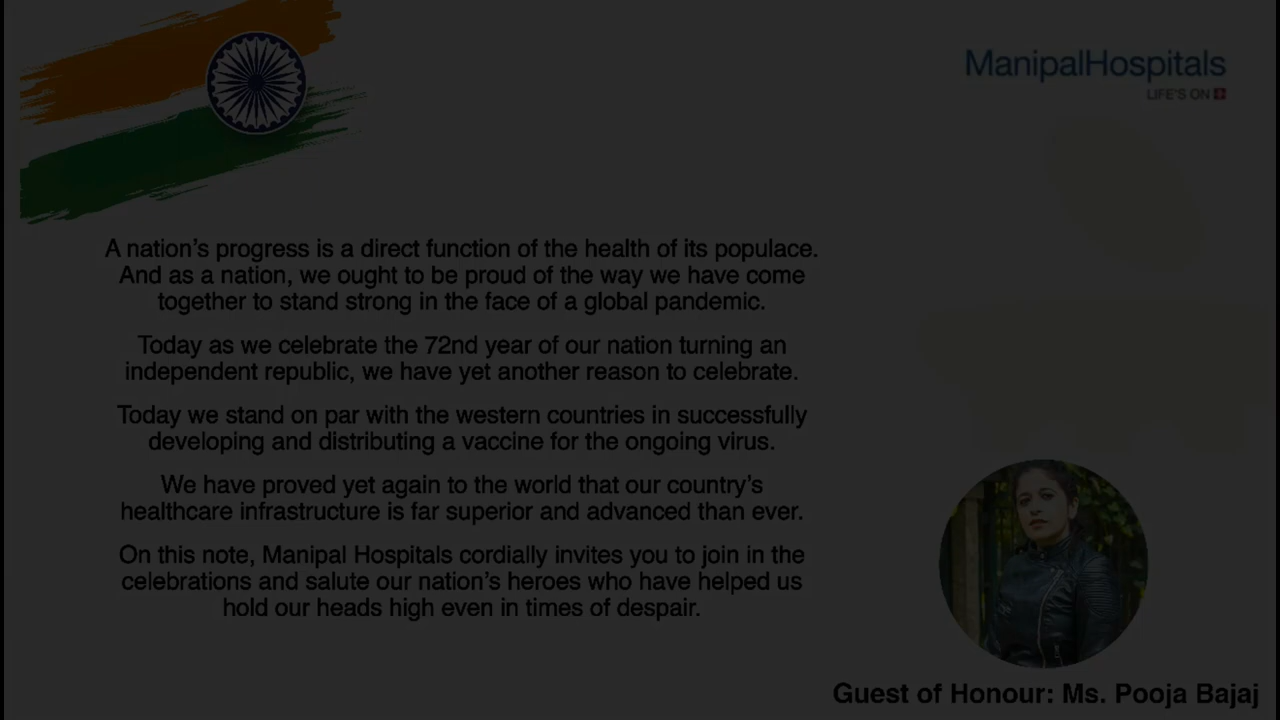 ManipalHospitals
LIFE'S ON
A nation's progress is a direct function of the health of its populace.
And as a nation, we ought to be proud of the way we have come
together to stand strong in the face of a global pandemic.
Today as we celebrate the 72nd year of our nation turning an
independent republic, we have yet another reason to celebrate.
Today we stand on par with the western countries in successfully
developing and distributing a vaccine for the ongoing virus.
We have proved yet again to the world that our country's
healthcare infrastructure is far superior and advanced than ever.
On this note, Manipal Hospitals cordially invites you to join in the
celebrations and salute our nation's heroes who have helped us
hold our heads high even in times of despair.
Guest of Honour: Ms. Pooja Bajaj